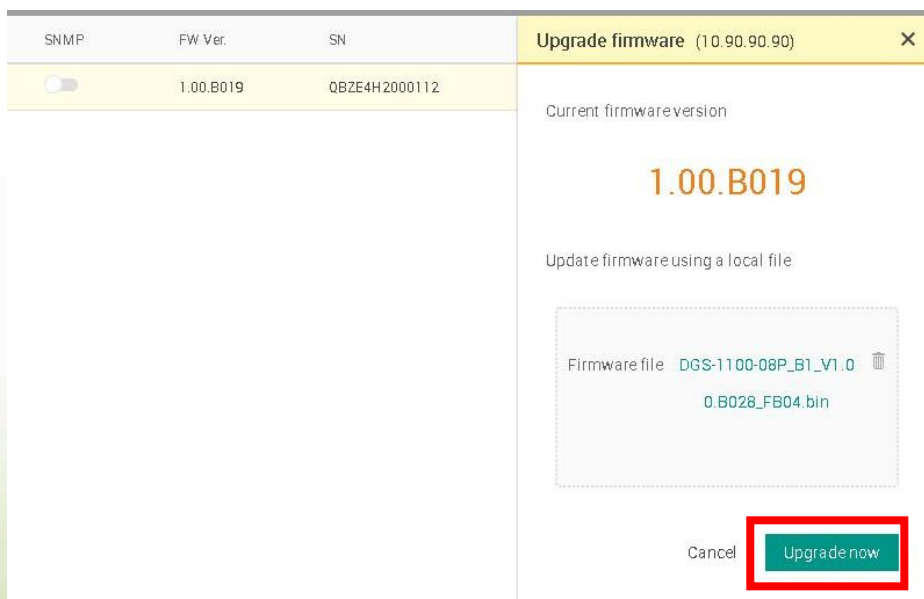 SNMP FW Ver. SN
1.00.B019 QBZE4H2000112
Upgrade firmware (10.90.90.90)
Current firmware version
1.00.B019
Update firmware using a local file
Firmware file DGS-1100-08P_B1_V1.0
0.B028_FB04.bin
Cancel Upgrade now